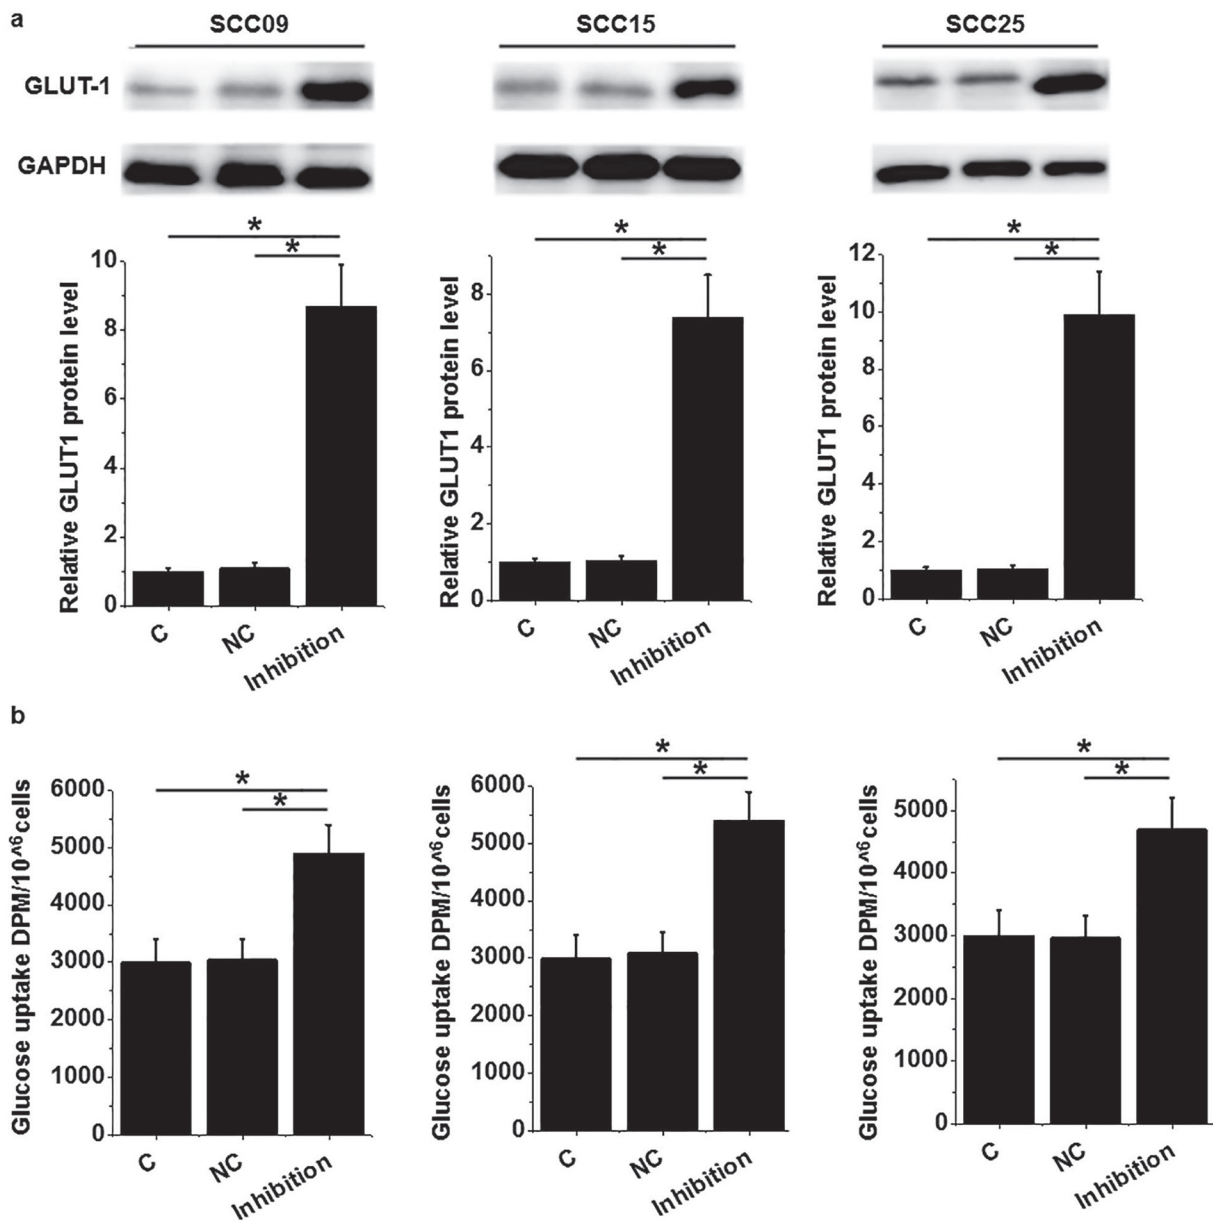 a
SCC09 SCC15 SCC25
GLUT-1
GAPDH
* * *
* * *
Relative GLUT1 protein level
10
8
6
4
2
0
C NC Inhibition
Relative GLUT1 protein level
8
6
4
2
0
C NC Inhibition
Relative GLUT1 protein level
12
10
8
6
4
2
0
C NC Inhibition
b
* * *
* * *
Glucose uptake DPM/10^6cells
6000
5000
4000
3000
2000
1000
0
C NC Inhibition
Glucose uptake DPM/10^6cells
6000
5000
4000
3000
2000
1000
0
C NC Inhibition
Glucose uptake DPM/10^6cells
5000
4000
3000
2000
1000
0
C NC Inhibition